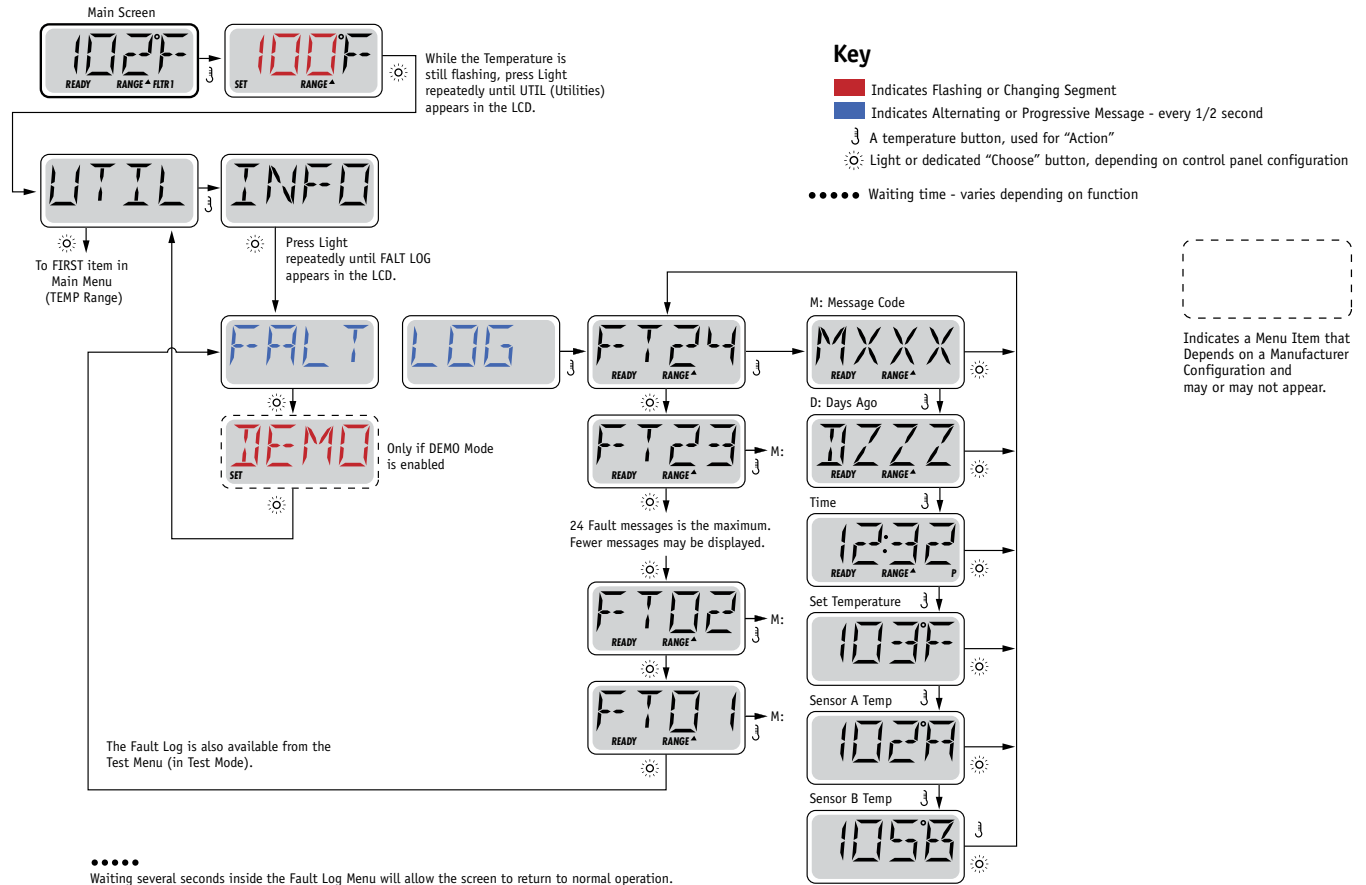 Main Screen
102°F
READY RANGE FLTR1
100°F
SET RANGE
While the Temperature is
still flashing, press Light
repeatedly until UTIL (Utilities)
appears in the LCD.
Key
Indicates Flashing or Changing Segment
Indicates Alternating or Progressive Message - every 1/2 second
A temperature button, used for “Action”
Light or dedicated “Choose” button, depending on control panel configuration
Waiting time - varies depending on function
UTIL
INFO
To FIRST item in
Main Menu
(TEMP Range)
Press Light
repeatedly until FALT LOG
appears in the LCD.
Indicates a Menu Item that
Depends on a Manufacturer
Configuration and
may or may not appear.
FALT
LOG
FT24
READY RANGE
M: Message Code
MXXX
READY RANGE
DEMO
SET
Only if DEMO Mode
is enabled
FT23
READY RANGE
M:
D: Days Ago
DZZZ
READY RANGE
24 Fault messages is the maximum.
Fewer messages may be displayed.
Time
12:32
READY RANGE P
FT02
READY RANGE
M:
Set Temperature
103°F
FT01
READY RANGE
M:
Sensor A Temp
102°A
The Fault Log is also available from the
Test Menu (in Test Mode).
Sensor B Temp
105°B
Waiting several seconds inside the Fault Log Menu will allow the screen to return to normal operation.